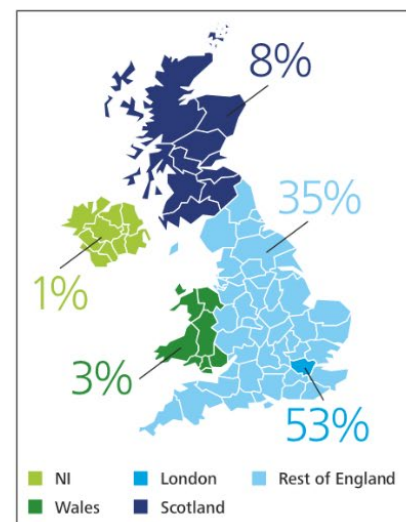 8%
35%
1%
3%
53%
NI London Rest of England
Wales Scotland